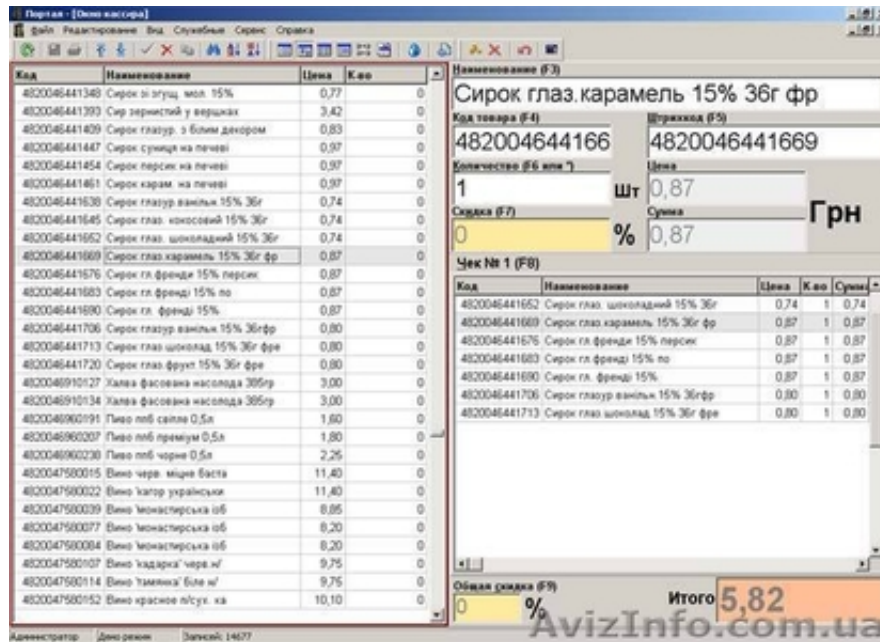 Портал - [Окно кассира]
Файл Редактирование Вид Служебные Сервис Справка
Код Наименование Цена К-во
4820046441348 Сирок зі згущ. мол. 15% 0,77 0
4820046441393 Сир зернистий у вершках 3,42 0
4820046441409 Сирок глазур. з білим декором 0,83 0
4820046441447 Сирок суниця на печеві 0,97 0
4820046441454 Сирок персик на печеві 0,97 0
4820046441461 Сирок карам. на печеві 0,97 0
4820046441638 Сирок глазур.ванільн.15% 36г 0,74 0
4820046441645 Сирок глаз. кокосовий 15% 36г 0,74 0
4820046441652 Сирок глаз. шоколадний 15% 36г 0,74 0
4820046441669 Сирок глаз.карамель 15% 36г фр 0,87 0
4820046441676 Сирок гл.френди 15% персик 0,87 0
4820046441683 Сирок гл.френді 15% по 0,87 0
4820046441690 Сирок гл. френді 15% 0,87 0
4820046441706 Сирок глазур ванільн.15% 36гфр 0,80 0
4820046441713 Сирок глаз.шоколад.15% 36г фре 0,80 0
4820046441720 Сирок глаз.фрукт.15% 36г фре 0,80 0
4820046910127 Халва фасована насолода 385гр 3,00 0
4820046910134 Халва фасована насолода 385гр 3,00 0
4820046960191 Пиво ппб світле 0,5л 1,60 0
4820046960207 Пиво ппб преміум 0,5л 1,80 0
4820046960238 Пиво ппб чорне 0,5л 2,25 0
4820047580015 Вино черв. міцне баста 11,40 0
4820047580022 Вино 'кагор українськи 11,40 0
4820047580039 Вино 'монастирська ізб 8,85 0
4820047580077 Вино 'монастирська ізб 8,20 0
4820047580084 Вино 'монастирська ізб 8,20 0
4820047580107 Вино 'кадарка' черв.н/ 9,75 0
4820047580114 Вино 'тамянка' біле н/ 9,75 0
4820047580152 Вино красное п/сух. ка 10,10 0
Администратор Демо режим Записей: 14677
Наименование (F3)
Сирок глаз.карамель 15% 36г фр
Код товара (F4) Штрихкод (F5)
482004644166 4820046441669
Количество (F6 или *) Цена
1 Шт 0,87
Скидка (F7) Сумма
0 % 0,87
Грн
Чек № 1 (F8)
Код Наименование Цена К-во Сумма
4820046441652 Сирок глаз. шоколадний 15% 36г 0,74 1 0,74
4820046441669 Сирок глаз.карамель 15% 36г фр 0,87 1 0,87
4820046441676 Сирок гл.френди 15% персик 0,87 1 0,87
4820046441683 Сирок гл.френді 15% по 0,87 1 0,87
4820046441690 Сирок гл. френді 15% 0,87 1 0,87
4820046441706 Сирок глазур ванільн.15% 36гфр 0,80 1 0,80
4820046441713 Сирок глаз.шоколад.15% 36г фре 0,80 1 0,80
Общая скидка (F9)
0 % Итого 5,82
AvizInfo.com.ua